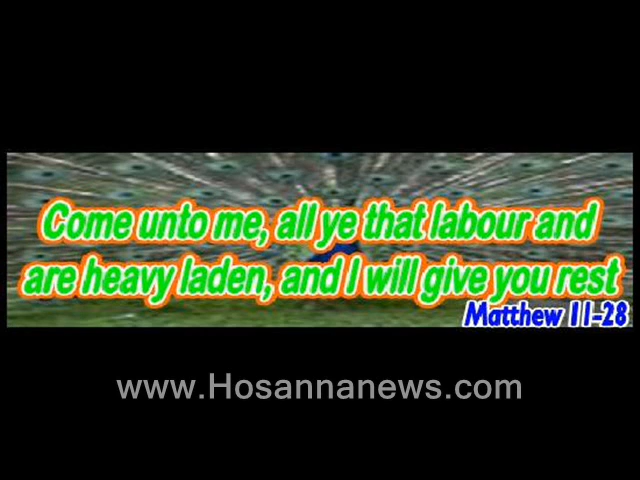 Come unto me, all ye that labour and
are heavy laden, and I will give you rest
Matthew 11-28
www.Hosannanews.com